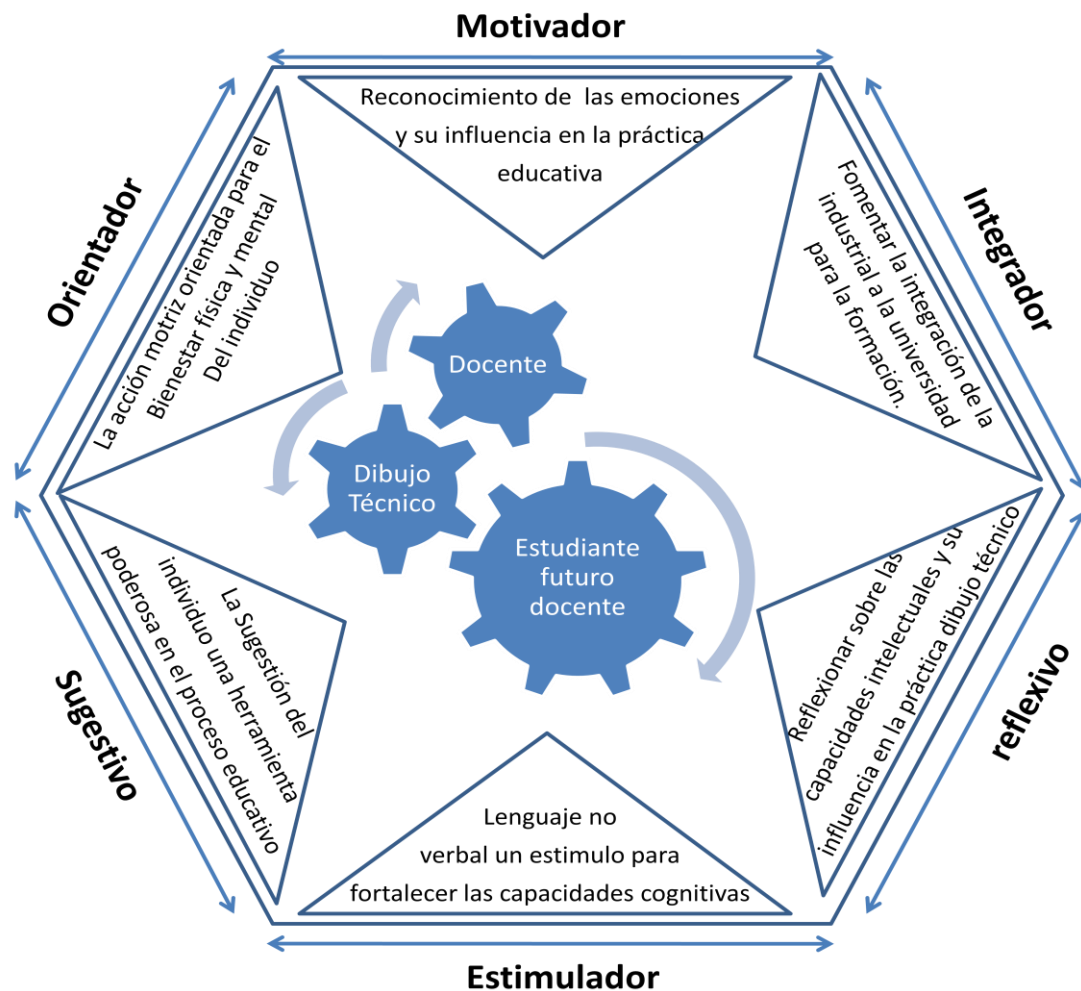 Motivador
Reconocimiento de las emociones
y su influencia en la práctica
educativa
Orientador
La acción motriz orientada para el
Bienestar física y mental
Del individuo
Integrador
Fomentar la integración de la
industrial a la universidad
para la formación.
Docente
Dibujo
Técnico
Estudiante
futuro
docente
Sugestivo
La Sugestión del
individuo una herramienta
poderosa en el proceso educativo
reflexivo
Reflexionar sobre las
capacidades intelectuales y su
influencia en la práctica dibujo técnico
Lenguaje no
verbal un estimulo para
fortalecer las capacidades cognitivas
Estimulador